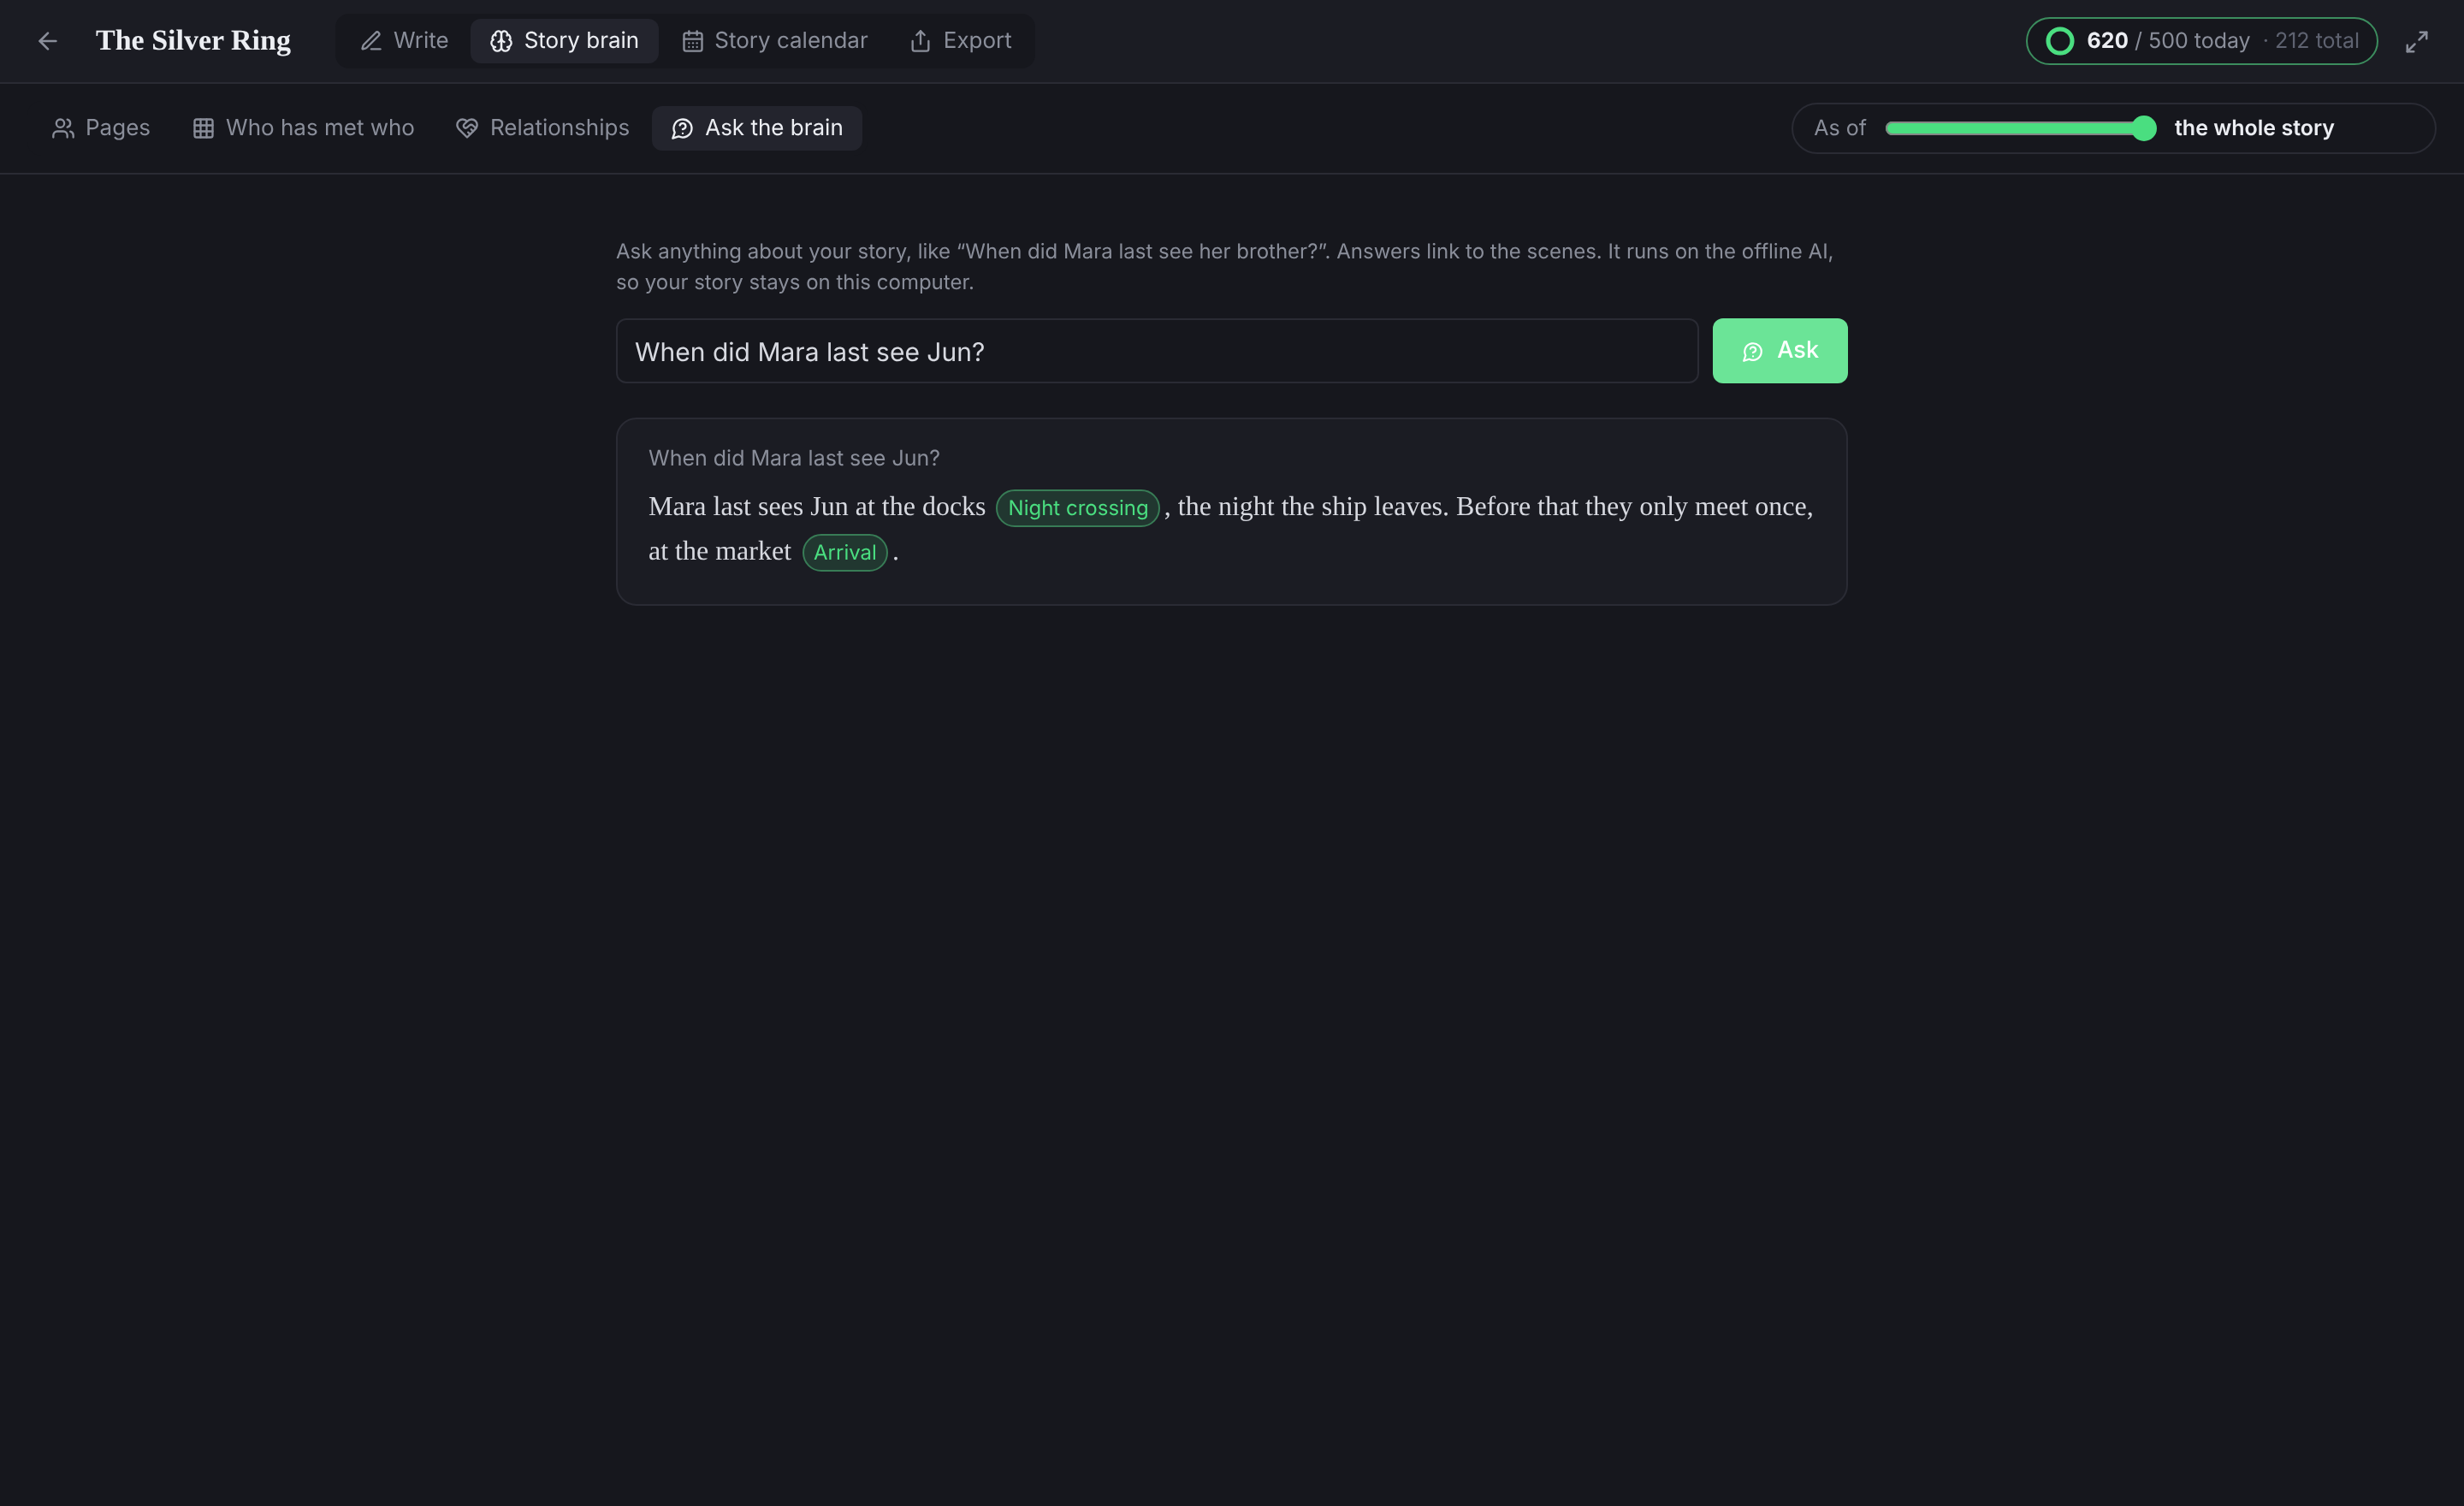 The Silver Ring
Write
Story brain
Story calendar
Export
620 / 500 today · 212 total
Pages
Who has met who
Relationships
Ask the brain
As of
the whole story
Ask anything about your story, like “When did Mara last see her brother?”. Answers link to the scenes. It runs on the offline AI,
so your story stays on this computer.
When did Mara last see Jun?
Ask
When did Mara last see Jun?
Mara last sees Jun at the docks Night crossing , the night the ship leaves. Before that they only meet once,
at the market Arrival .